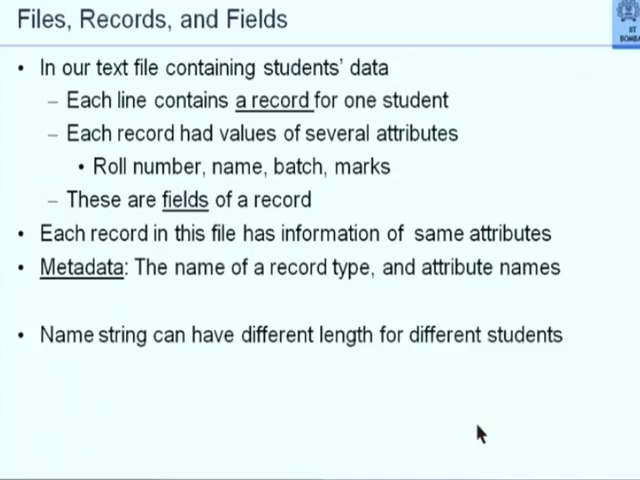 Files, Records, and Fields
IIT
BOMBA
• In our text file containing students' data
– Each line contains a record for one student
– Each record had values of several attributes
• Roll number, name, batch, marks
– These are fields of a record
• Each record in this file has information of same attributes
• Metadata: The name of a record type, and attribute names
• Name string can have different length for different students